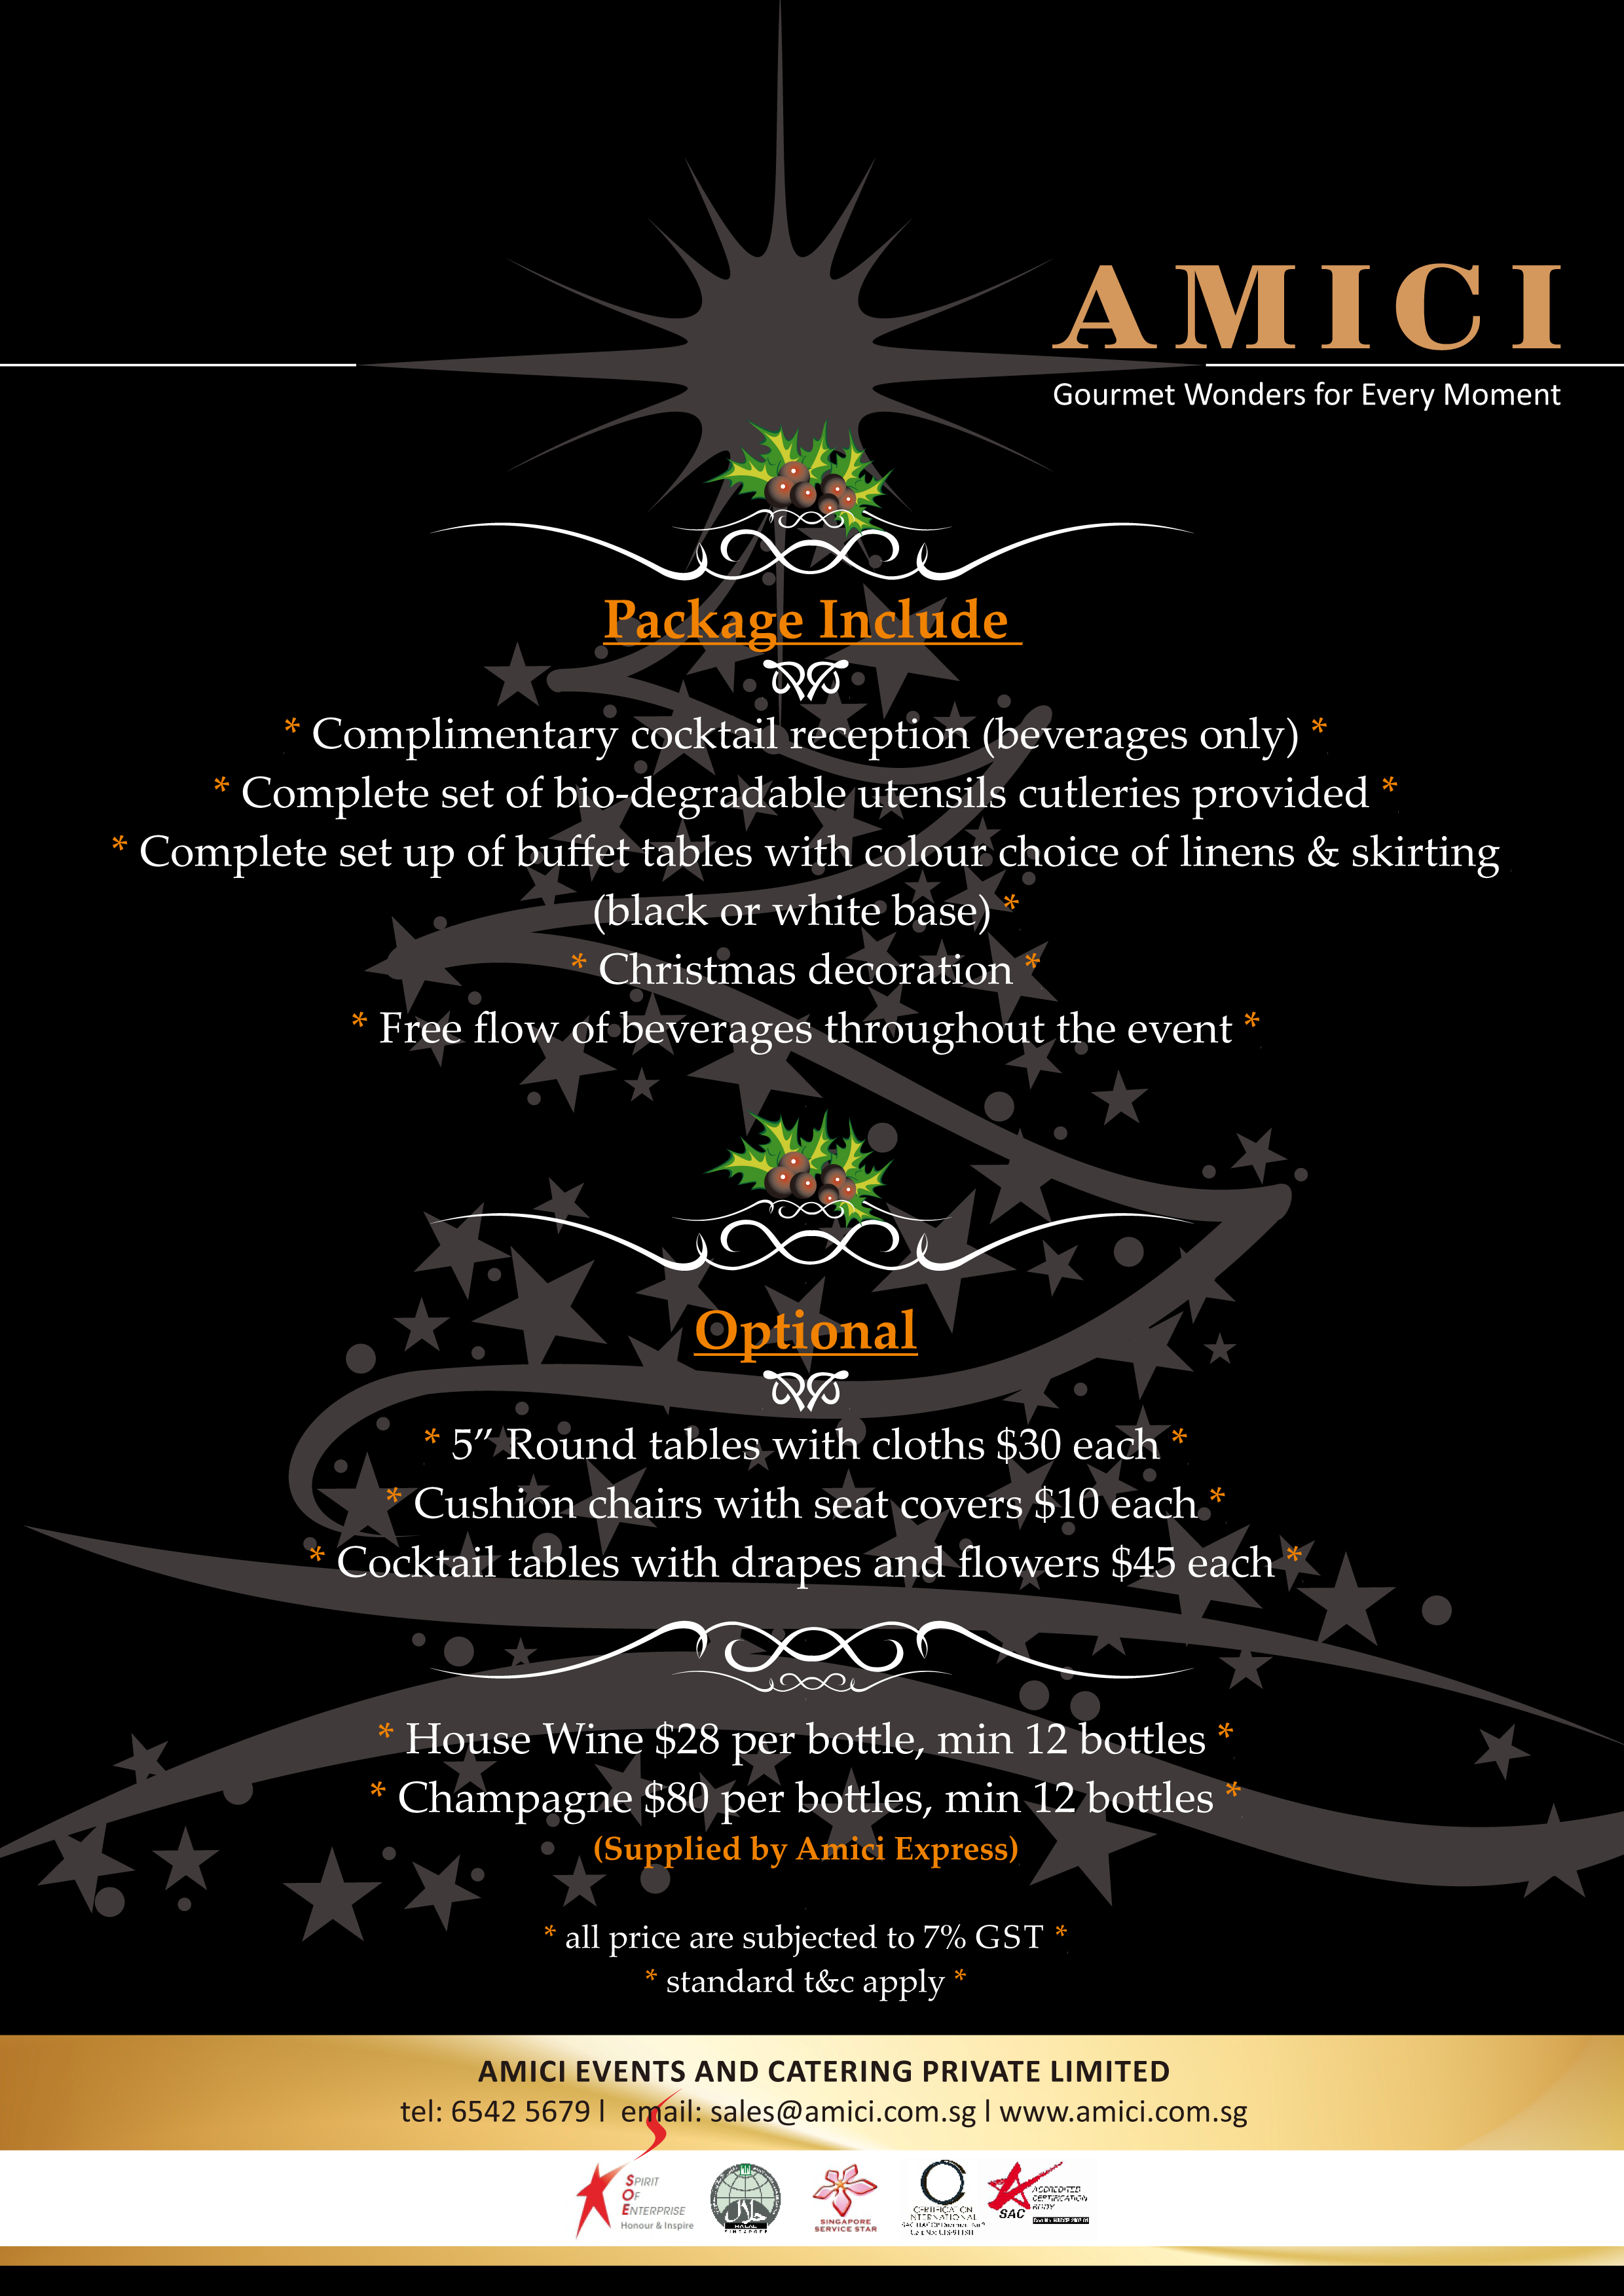 AMICI
Gourmet Wonders for Every Moment
Package Include
* Complimentary cocktail reception (beverages only) *
* Complete set of bio-degradable utensils cutleries provided *
* Complete set up of buffet tables with colour choice of linens & skirting
(black or white base) *
* Christmas decoration *
* Free flow of beverages throughout the event *
Optional
* 5” Round tables with cloths $30 each *
* Cushion chairs with seat covers $10 each *
* Cocktail tables with drapes and flowers $45 each *
* House Wine $28 per bottle, min 12 bottles *
* Champagne $80 per bottles, min 12 bottles *
(Supplied by Amici Express)
* all price are subjected to 7% GST *
* standard t&c apply *
AMICI EVENTS AND CATERING PRIVATE LIMITED
tel: 6542 5679 l email: sales@amici.com.sg l www.amici.com.sg
SPIRIT
OF
ENTERPRISE
Honour & Inspire
HALAL
SINGAPORE
SINGAPORE
SERVICE STAR
CERTIFICATION
INTERNATIONAL
SAC
ACCREDITED
CERTIFICATION
BODY